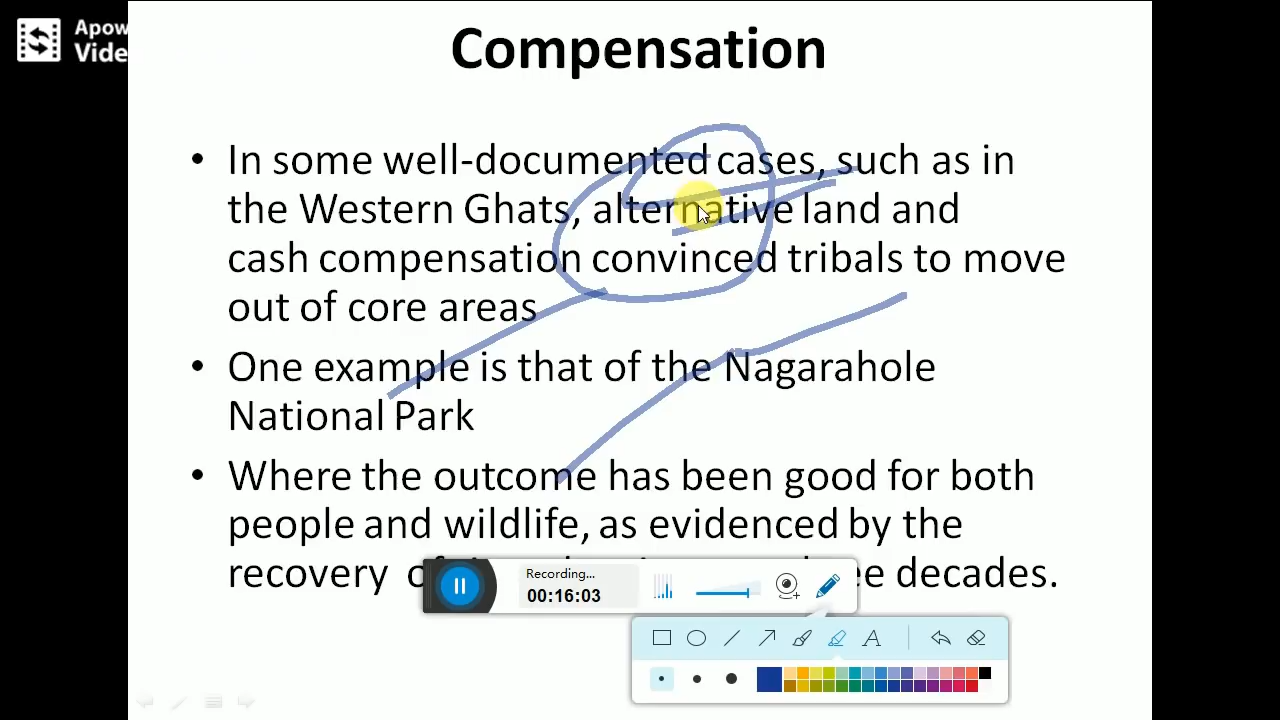 Apow
Vide
Compensation
• In some well-documented cases, such as in
the Western Ghats, alternative land and
cash compensation convinced tribals to move
out of core areas
• One example is that of the Nagarahole
National Park
• Where the outcome has been good for both
people and wildlife, as evidenced by the
recovery decades.
Recording...
00:16:03
A